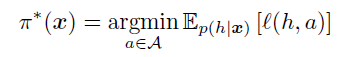 π*(x) = argmin_{a∈𝒜} 𝔼_{p(h|x)} [ℓ(h, a)]